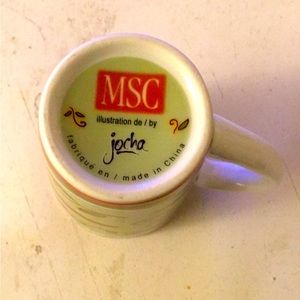 MSC
illustration de / by
jocha
fabriqué en / made in China